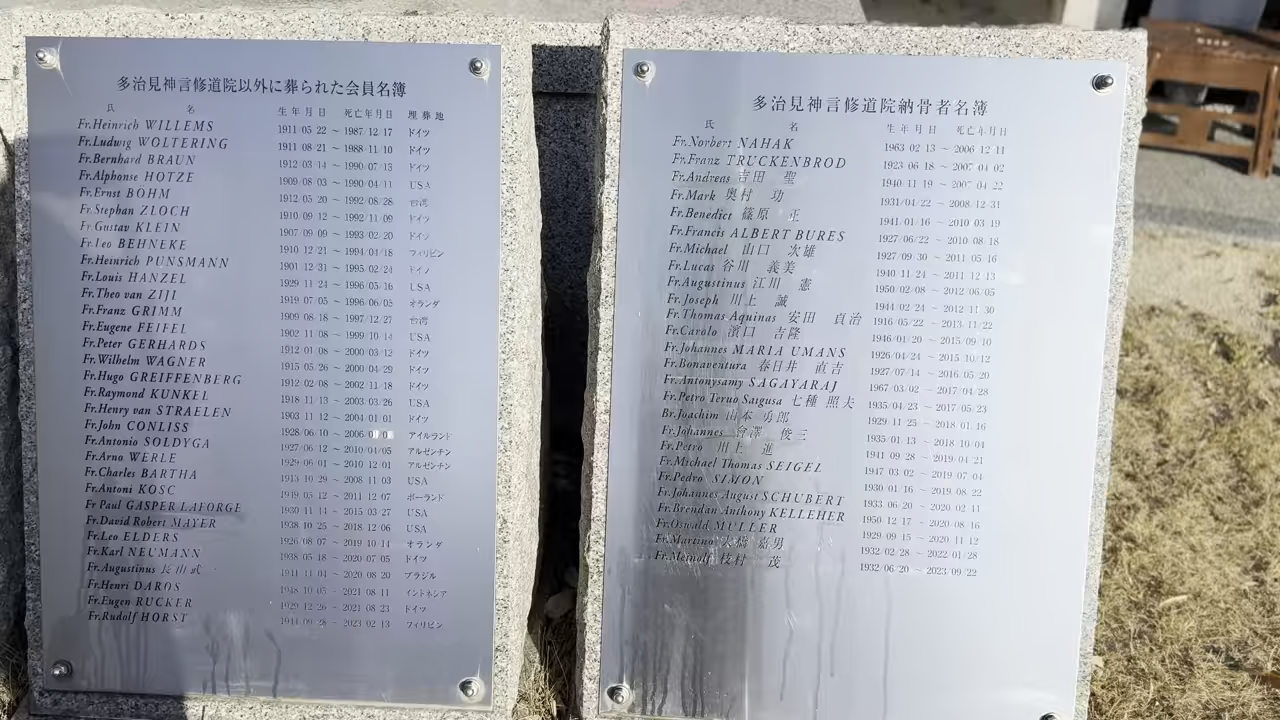 多治見神言修道院以外に葬られた会員名簿
氏 名 生年月日 死亡年月日 埋葬地
Fr.Heinrich WILLEMS 1911/05/22 ~ 1987/12/17 ドイツ
Fr.Ludwig WOLTERING 1911/08/21 ~ 1988/11/10 ドイツ
Fr.Bernhard BRAUN 1912/03/14 ~ 1990/07/13 ドイツ
Fr.Alphonse HOTZE 1909/08/03 ~ 1990/04/11 USA
Fr.Ernst BOHM 1912/05/20 ~ 1992/08/28 台湾
Fr.Stephan ZLOCH 1910/09/12 ~ 1992/11/09 ドイツ
Fr.Gustav KLEIN 1907/09/09 ~ 1993/02/20 ドイツ
Fr.Leo BEHNEKE 1910/12/21 ~ 1994/01/18 フィリピン
Fr.Heinrich PUNSMANN 1901/12/31 ~ 1995/02/24 ドイツ
Fr.Louis HANZEL 1929/11/24 ~ 1996/05/16 USA
Fr.Theo van ZIJI 1919/07/05 ~ 1996/06/05 オランダ
Fr.Franz GRIMM 1909/08/18 ~ 1997/12/27 台湾
Fr.Eugene FEIFEL 1902/11/08 ~ 1999/10/14 USA
Fr.Peter GERHARDS 1912/01/08 ~ 2000/03/12 ドイツ
Fr.Wilhelm WAGNER 1915/05/26 ~ 2000/04/29 ドイツ
Fr.Hugo GREIFFENBERG 1912/02/08 ~ 2002/11/18 ドイツ
Fr.Raymond KUNKEL 1918/11/13 ~ 2003/03/26 USA
Fr.Henry van STRAELEN 1903/11/12 ~ 2004/01/01 ドイツ
Fr.John CONLISS 1928/06/10 ~ 2006 アイルランド
Fr.Antonio SOLDYGA 1927/06/12 ~ 2010/04/05 アルゼンチン
Fr.Arno WERLE 1929/06/01 ~ 2010/12/01 アルゼンチン
Fr.Charles BARTHA 1913/10/29 ~ 2008/11/03 USA
Fr.Antoni KOSC 1919/05/12 ~ 2011/12/07 ポーランド
Fr Paul GASPER LAFORGE 1930/11/14 ~ 2015/03/27 USA
Fr.David Robert MAYER 1938/10/25 ~ 2018/12/06 USA
Fr.Leo ELDERS 1926/08/07 ~ 2019/10/14 オランダ
Fr.Karl NEUMANN 1938/05/18 ~ 2020/07/05 ドイツ
Fr.Augustinus ~ 2020/08/20 ブラジル
Fr.Henri DAROS ~ 2021/08/11 インドネシア
Fr.Eugen RUCKER 1929/12/26 ~ 2021/08/23 ドイツ
Fr.Rudolf HORST 1944/09/28 ~ 2023/02/13 フィリピン
多治見神言修道院納骨者名簿
氏 名 生年月日 死亡年月日
Fr.Norbert NAHAK 1963/02/13 ~ 2006/12/11
Fr.Franz TRUCKENBROD 1923/06/18 ~ 2007/04/02
Fr.Andreas 吉田 聖 1940/11/19 ~ 2007/04/22
Fr.Mark 奥村 功 1931/04/22 ~ 2008/12/31
Fr.Benedict 篠原 正 1941/01/16 ~ 2010/03/19
Fr.Francis ALBERT BURES 1927/06/22 ~ 2010/08/18
Fr.Michael 山口 次雄 1927/09/30 ~ 2011/05/16
Fr.Lucas 谷川 義美 1940/11/24 ~ 2011/12/13
Fr.Augustinus 江川 憲 1950/02/08 ~ 2012/06/05
Fr.Joseph 川上 誠 1944/02/24 ~ 2012/11/30
Fr.Thomas Aquinas 安田 貞治 1916/05/22 ~ 2013/11/22
Fr.Carolo 濱口 吉隆 1946/01/20 ~ 2015/09/10
Fr.Johannes MARIA UMANS 1926/04/24 ~ 2015/10/12
Fr.Bonaventura 春日井 直吉 1927/07/14 ~ 2016/05/20
Fr.Antonysamy SAGAYARAJ 1967/03/02 ~ 2017/04/28
Fr.Petro Teruo Satgusa 七種 照夫 1935/04/23 ~ 2017/05/23
Br.Joachim 山本 勇郎 1929/11/25 ~ 2018/01/16
Fr.Johannes 會澤 俊三 1935/01/13 ~ 2018/10/04
Fr.Petro 川上 進 1941/09/28 ~ 2019/04/21
Fr.Michael Thomas SEIGEL 1947/03/02 ~ 2019/07/04
Fr.Pedro SIMON 1930/01/16 ~ 2019/08/22
Fr.Johannes August SCHUBERT 1933/06/20 ~ 2020/02/11
Fr.Brendan Anthony KELLEHER 1950/12/17 ~ 2020/08/16
Fr.Oswald MULLER 1929/09/15 ~ 2020/11/12
Fr.Martino 大橋 嘉男 1932/02/28 ~ 2022/01/28
Fr.Meinolf 枝村 茂 1932/06/20 ~ 2023/09/22